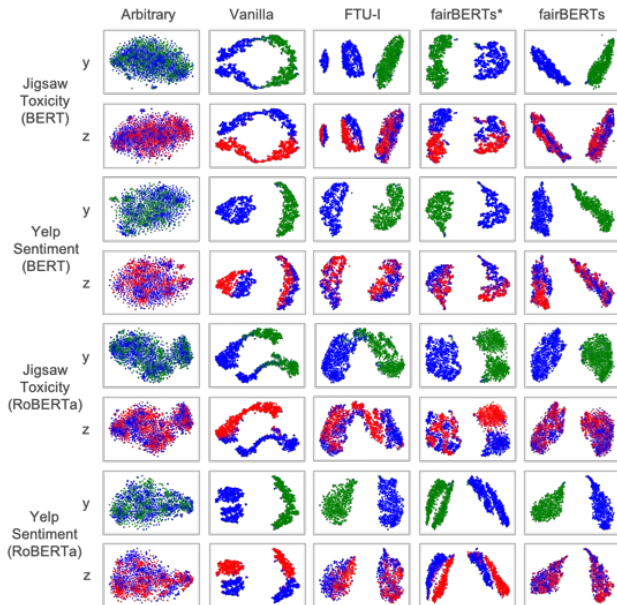 Arbitrary Vanilla FTU-I fairBERTs* fairBERTs
y
Jigsaw
Toxicity
(BERT)
z
y
Yelp
Sentiment
(BERT)
z
y
Jigsaw
Toxicity
(RoBERTa)
z
y
Yelp
Sentiment
(RoBERTa)
z